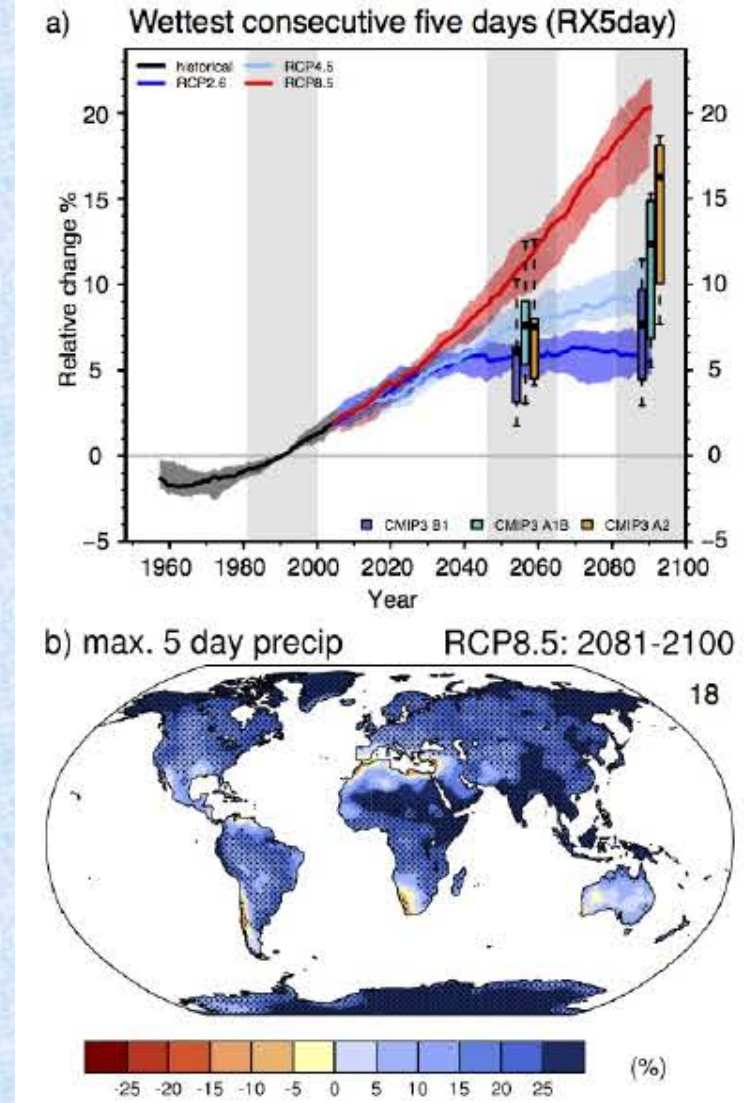 a) Wettest consecutive five days (RX5day)
historical RCP4.5
RCP2.6 RCP8.5
Relative change %
20 20
15 15
10 10
5 5
0 0
-5 -5
CMIP3 B1 CMIP3 A1B CMIP3 A2
1960 1980 2000 2020 2040 2060 2080 2100
Year
b) max. 5 day precip RCP8.5: 2081-2100
18
-25 -20 -15 -10 -5 0 5 10 15 20 25 (%)